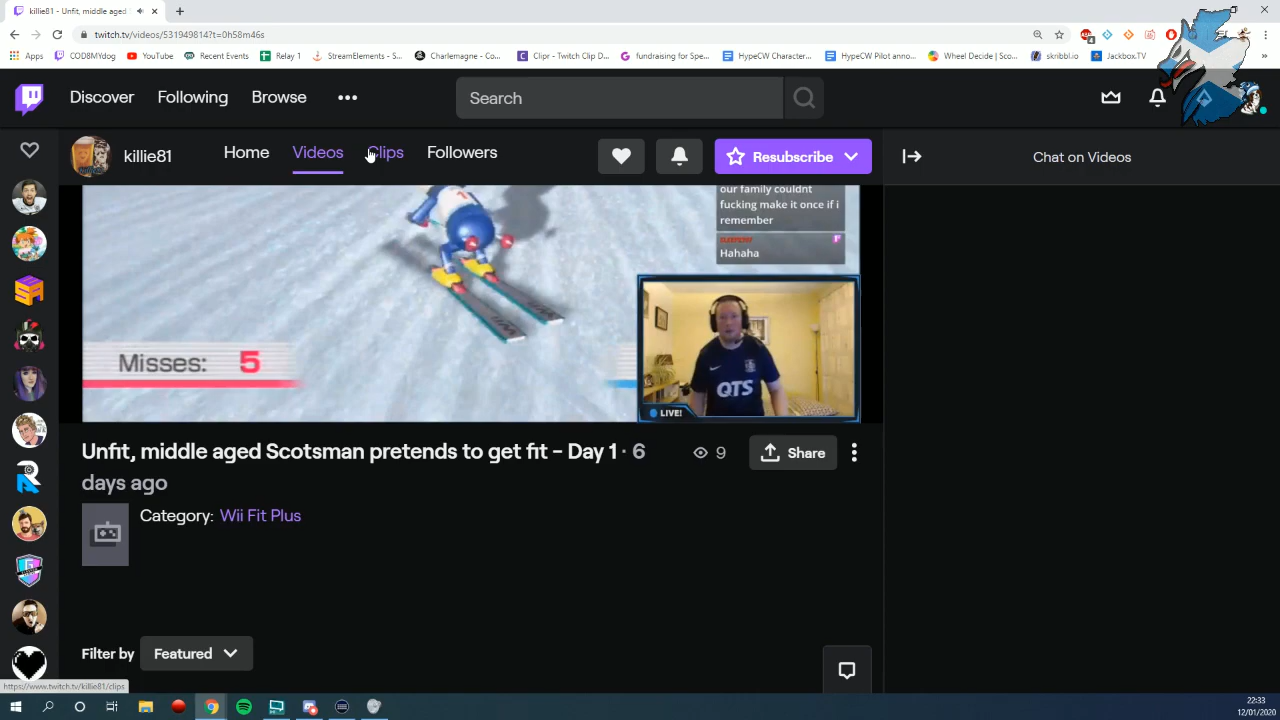 killie81 - Unfit, middle aged
twitch.tv/videos/531949814?t=0h58m46s
Apps
COD8MYdog
YouTube
Recent Events
Relay 1
StreamElements - S...
Charlemagne - Co...
Clipr - Twitch Clip D...
fundraising for Spe...
HypeCW Character...
HypeCW Pilot anno...
Wheel Decide | Sco...
skribbl.io
Jackbox.TV
Discover
Following
Browse
Search
killie81
Home
Videos
Clips
Followers
Resubscribe
Chat on Videos
our family couldnt
fucking make it once if i
remember
Hahaha
1
Misses: 5
QTS
LIVE!
Unfit, middle aged Scotsman pretends to get fit - Day 1 · 6
days ago
9
Share
Category: Wii Fit Plus
Filter by
Featured
https://www.twitch.tv/killie81/clips
22:33
12/01/2020